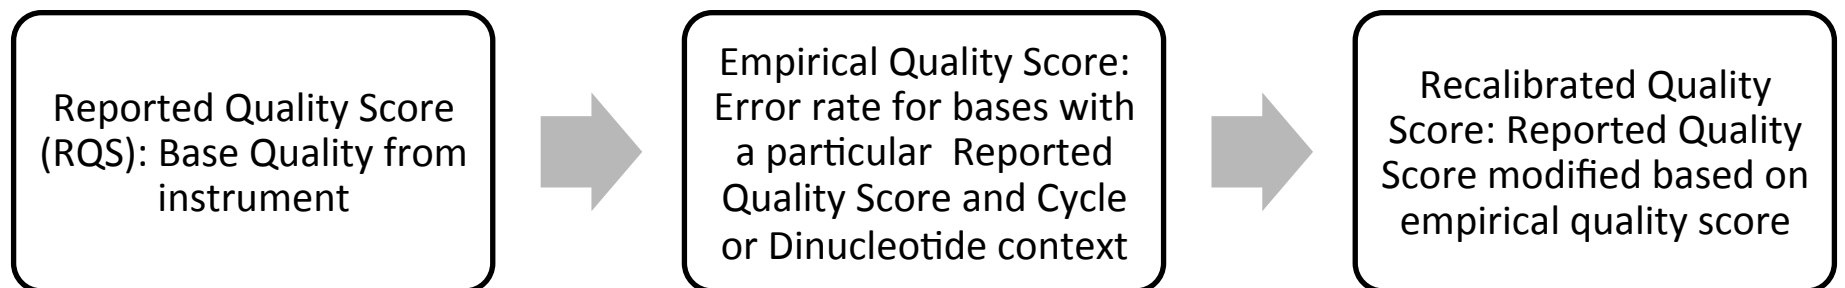 Reported Quality Score
(RQS): Base Quality from
instrument
Empirical Quality Score:
Error rate for bases with
a particular  Reported
Quality Score and Cycle
or Dinucleotide context
Recalibrated Quality
Score: Reported Quality
Score modified based on
empirical quality score